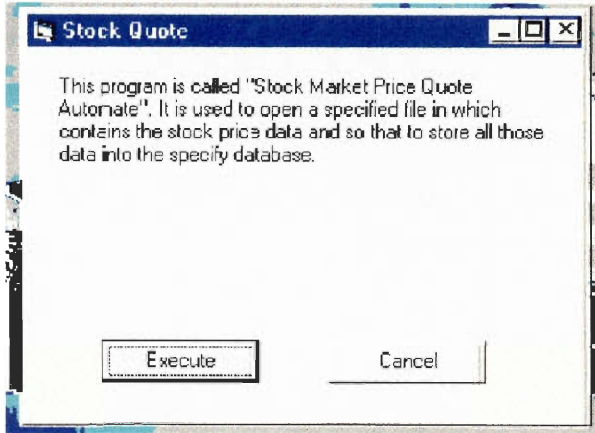 Stock Quote
This program is called "Stock Market Price Quote
Automate". It is used to open a specified file in which
contains the stock price data and so that to store all those
data into the specify database.
Execute
Cancel